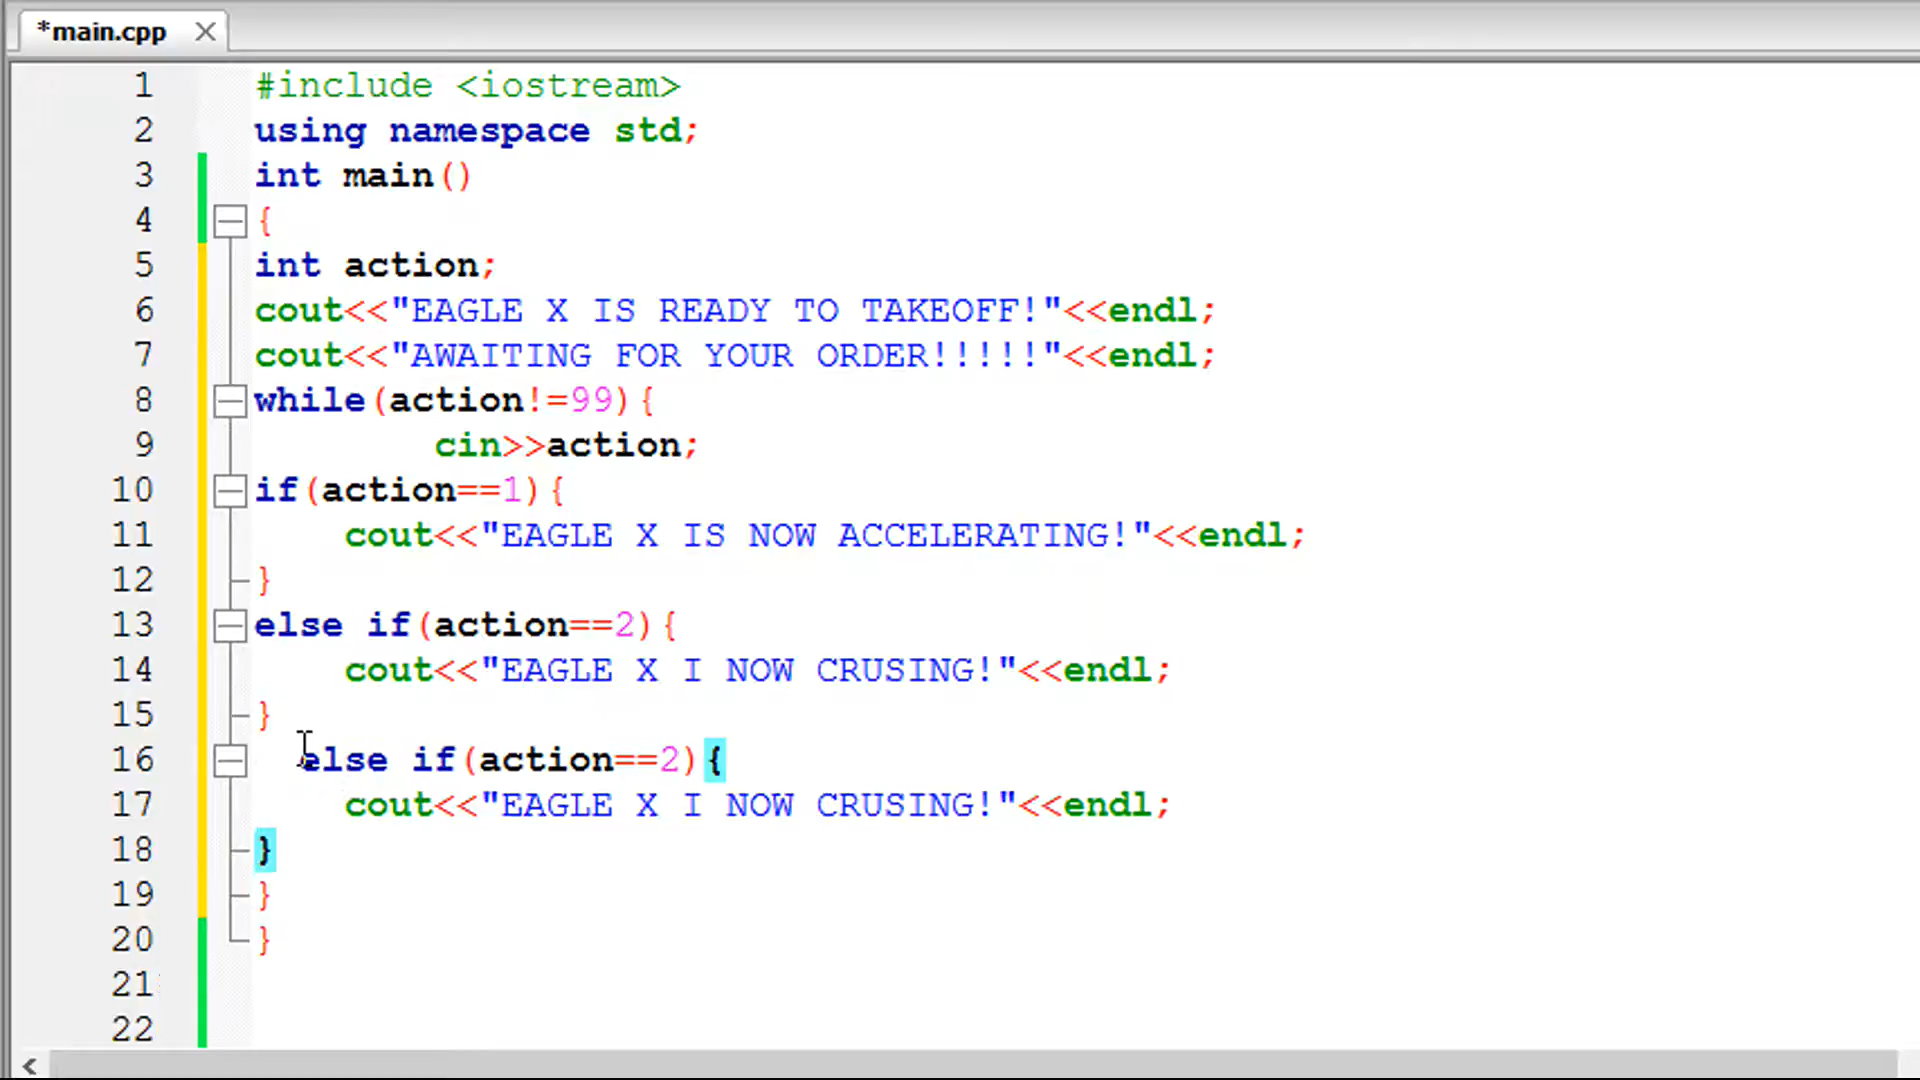 *main.cpp
1 #include <iostream>
2 using namespace std;
3 int main()
4 {
5 int action;
6 cout<<"EAGLE X IS READY TO TAKEOFF!"<<endl;
7 cout<<"AWAITING FOR YOUR ORDER!!!!!"<<endl;
8 while(action!=99){
9 cin>>action;
10 if(action==1){
11 cout<<"EAGLE X IS NOW ACCELERATING!"<<endl;
12 }
13 else if(action==2){
14 cout<<"EAGLE X I NOW CRUSING!"<<endl;
15 }
16 else if(action==2){
17 cout<<"EAGLE X I NOW CRUSING!"<<endl;
18 }
19 }
20 }
21
22